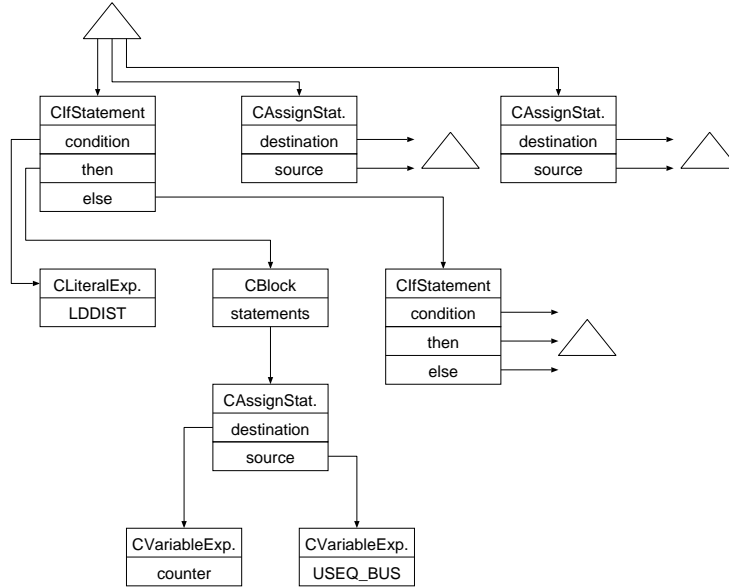 CIfStatement
condition
then
else
CAssignStat.
destination
source
CAssignStat.
destination
source
CLiteralExp.
LDDIST
CBlock
statements
CIfStatement
condition
then
else
CAssignStat.
destination
source
CVariableExp.
counter
CVariableExp.
USEQ_BUS